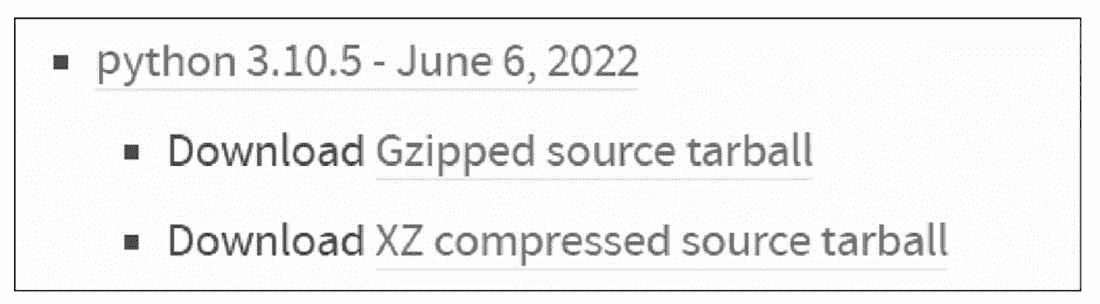 python 3.10.5 - June 6, 2022
Download Gzipped source tarball
Download XZ compressed source tarball